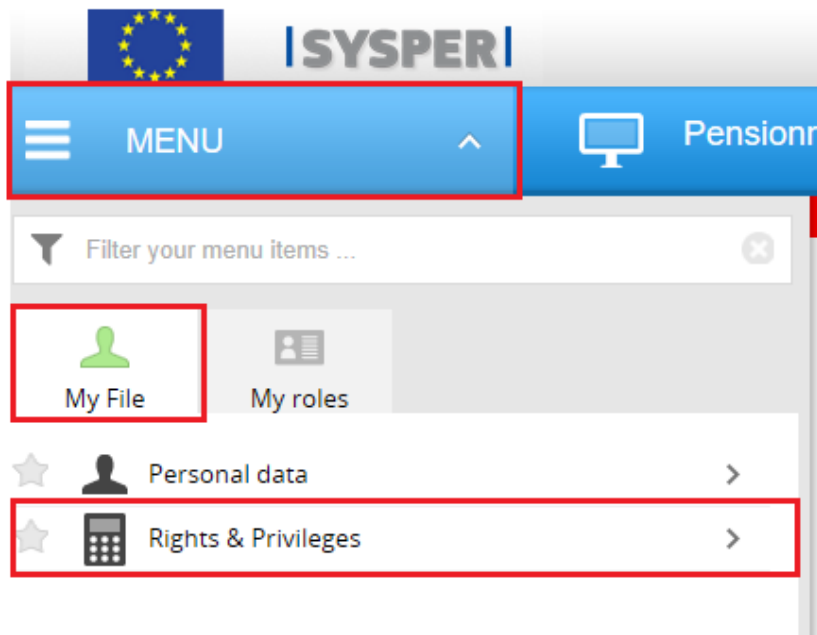 SYSPER
MENU
Filter your menu items ...
My File
My roles
Personal data
Rights & Privileges